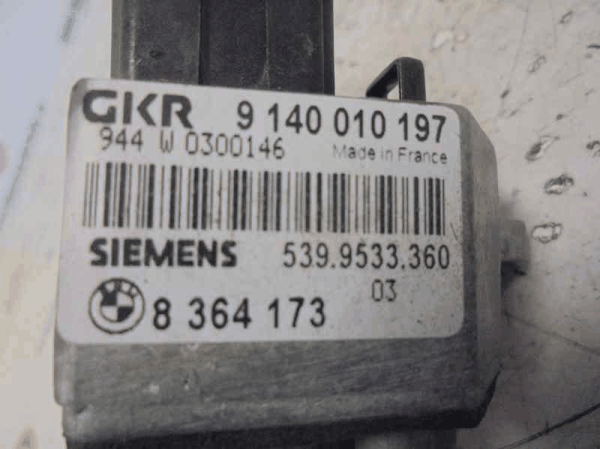 GKR 9 140 010 197
944 W 0300146 Made in France
SIEMENS 539.9533.360
03
8 364 173